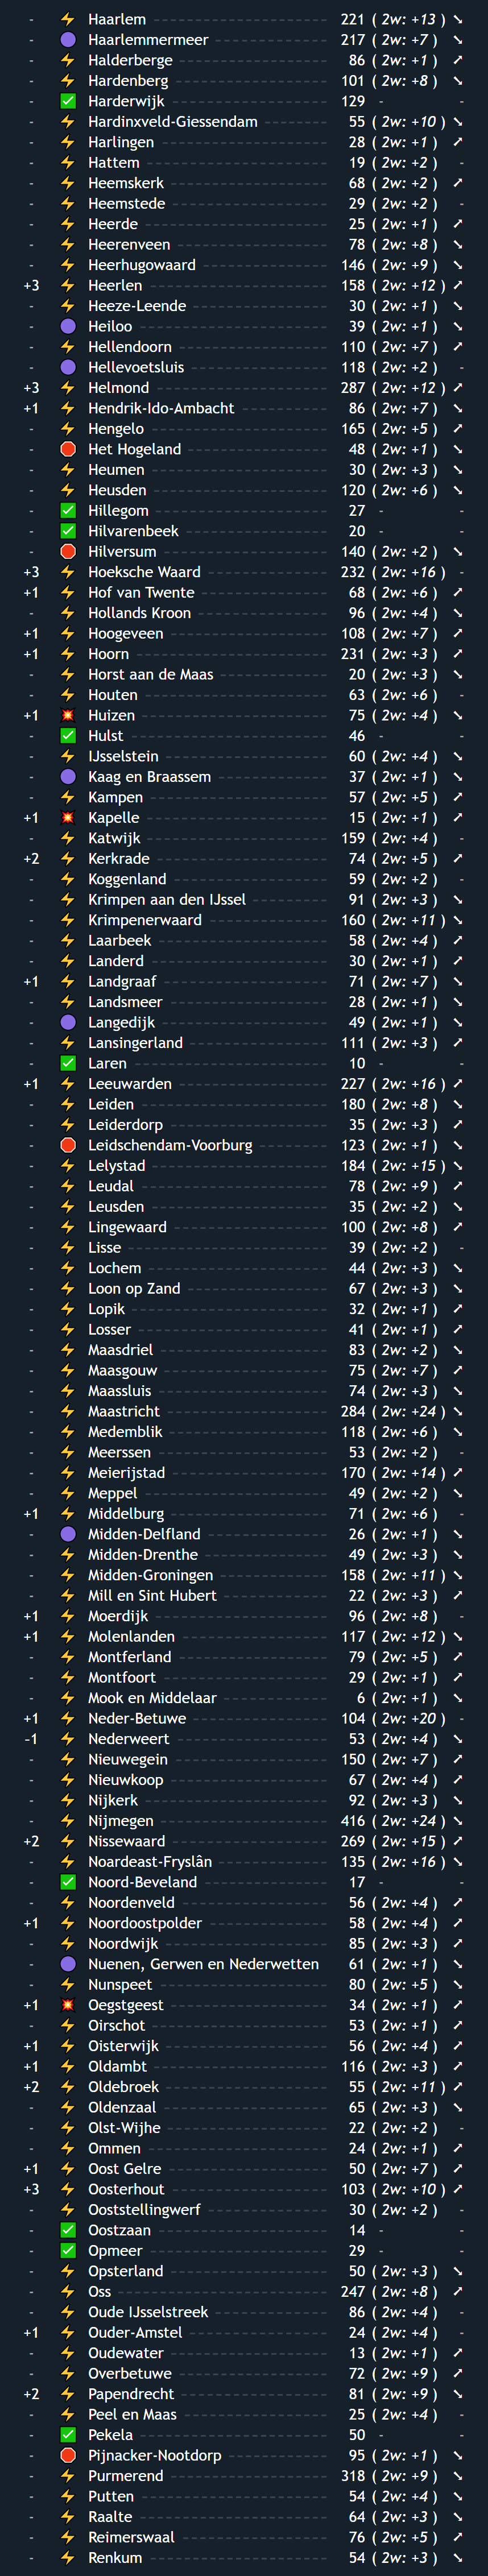 - ⚡ Haarlem 221 ( 2w: +13 ) ➘
- 🟣 Haarlemmermeer 217 ( 2w: +7 ) ➘
- ⚡ Halderberge 86 ( 2w: +1 ) ➚
- ⚡ Hardenberg 101 ( 2w: +8 ) ➘
- ✅ Harderwijk 129 - -
- ⚡ Hardinxveld-Giessendam 55 ( 2w: +10 ) ➘
- ⚡ Harlingen 28 ( 2w: +1 ) ➚
- ⚡ Hattem 19 ( 2w: +2 ) -
- ⚡ Heemskerk 68 ( 2w: +2 ) ➚
- ⚡ Heemstede 29 ( 2w: +2 ) -
- ⚡ Heerde 25 ( 2w: +1 ) ➚
- ⚡ Heerenveen 78 ( 2w: +8 ) ➘
- ⚡ Heerhugowaard 146 ( 2w: +9 ) ➘
+3 ⚡ Heerlen 158 ( 2w: +12 ) ➚
- ⚡ Heeze-Leende 30 ( 2w: +1 ) ➘
- 🟣 Heiloo 39 ( 2w: +1 ) ➘
- ⚡ Hellendoorn 110 ( 2w: +7 ) ➚
- 🟣 Hellevoetsluis 118 ( 2w: +2 ) -
+3 ⚡ Helmond 287 ( 2w: +12 ) ➚
+1 ⚡ Hendrik-Ido-Ambacht 86 ( 2w: +7 ) ➘
- ⚡ Hengelo 165 ( 2w: +5 ) ➚
- 🛑 Het Hogeland 48 ( 2w: +1 ) ➘
- ⚡ Heumen 30 ( 2w: +3 ) ➘
- ⚡ Heusden 120 ( 2w: +6 ) ➘
- ✅ Hillegom 27 - -
- ✅ Hilvarenbeek 20 - -
- 🛑 Hilversum 140 ( 2w: +2 ) ➘
+3 ⚡ Hoeksche Waard 232 ( 2w: +16 ) -
+1 ⚡ Hof van Twente 68 ( 2w: +6 ) ➚
- ⚡ Hollands Kroon 96 ( 2w: +4 ) ➘
+1 ⚡ Hoogeveen 108 ( 2w: +7 ) ➚
+1 ⚡ Hoorn 231 ( 2w: +3 ) ➚
- ⚡ Horst aan de Maas 20 ( 2w: +3 ) ➘
- ⚡ Houten 63 ( 2w: +6 ) -
+1 💥 Huizen 75 ( 2w: +4 ) ➘
- ✅ Hulst 46 - -
- ⚡ IJsselstein 60 ( 2w: +4 ) ➘
- 🟣 Kaag en Braassem 37 ( 2w: +1 ) ➘
- ⚡ Kampen 57 ( 2w: +5 ) ➚
+1 💥 Kapelle 15 ( 2w: +1 ) ➚
- ⚡ Katwijk 159 ( 2w: +4 ) -
+2 ⚡ Kerkrade 74 ( 2w: +5 ) ➚
- ⚡ Koggenland 59 ( 2w: +2 ) -
- ⚡ Krimpen aan den IJssel 91 ( 2w: +3 ) ➘
- ⚡ Krimpenerwaard 160 ( 2w: +11 ) ➘
- ⚡ Laarbeek 58 ( 2w: +4 ) ➚
- ⚡ Landerd 30 ( 2w: +1 ) ➚
+1 ⚡ Landgraaf 71 ( 2w: +7 ) ➘
- ⚡ Landsmeer 28 ( 2w: +1 ) ➘
- 🟣 Langedijk 49 ( 2w: +1 ) ➘
- ⚡ Lansingerland 111 ( 2w: +3 ) ➚
- ✅ Laren 10 - -
+1 ⚡ Leeuwarden 227 ( 2w: +16 ) ➚
- ⚡ Leiden 180 ( 2w: +8 ) ➘
- ⚡ Leiderdorp 35 ( 2w: +3 ) ➚
- 🛑 Leidschendam-Voorburg 123 ( 2w: +1 ) ➘
- ⚡ Lelystad 184 ( 2w: +15 ) ➘
- ⚡ Leudal 78 ( 2w: +9 ) ➚
- ⚡ Leusden 35 ( 2w: +2 ) ➘
- ⚡ Lingewaard 100 ( 2w: +8 ) ➚
- ⚡ Lisse 39 ( 2w: +2 ) -
- ⚡ Lochem 44 ( 2w: +3 ) ➘
- ⚡ Loon op Zand 67 ( 2w: +3 ) ➘
- ⚡ Lopik 32 ( 2w: +1 ) ➚
- ⚡ Losser 41 ( 2w: +1 ) ➚
- ⚡ Maasdriel 83 ( 2w: +2 ) ➘
- ⚡ Maasgouw 75 ( 2w: +7 ) ➚
- ⚡ Maassluis 74 ( 2w: +3 ) ➘
- ⚡ Maastricht 284 ( 2w: +24 ) ➘
- ⚡ Medemblik 118 ( 2w: +6 ) ➘
- ⚡ Meerssen 53 ( 2w: +2 ) -
- ⚡ Meierijstad 170 ( 2w: +14 ) ➚
- ⚡ Meppel 49 ( 2w: +2 ) ➘
+1 ⚡ Middelburg 71 ( 2w: +6 ) -
- 🟣 Midden-Delfland 26 ( 2w: +1 ) ➘
- ⚡ Midden-Drenthe 49 ( 2w: +3 ) ➘
- ⚡ Midden-Groningen 158 ( 2w: +11 ) ➘
- ⚡ Mill en Sint Hubert 22 ( 2w: +3 ) ➚
+1 ⚡ Moerdijk 96 ( 2w: +8 ) -
+1 ⚡ Molenlanden 117 ( 2w: +12 ) ➘
- ⚡ Montferland 79 ( 2w: +5 ) ➚
- ⚡ Montfoort 29 ( 2w: +1 ) ➚
- ⚡ Mook en Middelaar 6 ( 2w: +1 ) ➘
+1 ⚡ Neder-Betuwe 104 ( 2w: +20 ) -
-1 ⚡ Nederweert 53 ( 2w: +4 ) ➘
- ⚡ Nieuwegein 150 ( 2w: +7 ) ➚
- ⚡ Nieuwkoop 67 ( 2w: +4 ) ➚
- ⚡ Nijkerk 92 ( 2w: +3 ) ➘
- ⚡ Nijmegen 416 ( 2w: +24 ) ➘
+2 ⚡ Nissewaard 269 ( 2w: +15 ) ➚
- ⚡ Noardeast-Fryslân 135 ( 2w: +16 ) ➘
- ✅ Noord-Beveland 17 - -
- ⚡ Noordenveld 56 ( 2w: +4 ) ➚
+1 ⚡ Noordoostpolder 58 ( 2w: +4 ) ➚
- ⚡ Noordwijk 85 ( 2w: +3 ) ➚
- 🟣 Nuenen, Gerwen en Nederwetten 61 ( 2w: +1 ) ➘
- ⚡ Nunspeet 80 ( 2w: +5 ) ➘
+1 💥 Oegstgeest 34 ( 2w: +1 ) ➚
- ⚡ Oirschot 53 ( 2w: +1 ) ➚
+1 ⚡ Oisterwijk 56 ( 2w: +4 ) ➚
+1 ⚡ Oldambt 116 ( 2w: +3 ) ➚
+2 ⚡ Oldebroek 55 ( 2w: +11 ) ➚
- ⚡ Oldenzaal 65 ( 2w: +3 ) ➘
- ⚡ Olst-Wijhe 22 ( 2w: +2 ) -
- ⚡ Ommen 24 ( 2w: +1 ) ➚
+1 ⚡ Oost Gelre 50 ( 2w: +7 ) ➚
+3 ⚡ Oosterhout 103 ( 2w: +10 ) ➚
- ⚡ Ooststellingwerf 30 ( 2w: +2 ) -
- ✅ Oostzaan 14 - -
- ✅ Opmeer 29 - -
- ⚡ Opsterland 50 ( 2w: +3 ) ➘
- ⚡ Oss 247 ( 2w: +8 ) ➚
- ⚡ Oude IJsselstreek 86 ( 2w: +4 ) -
+1 ⚡ Ouder-Amstel 24 ( 2w: +4 ) -
- ⚡ Oudewater 13 ( 2w: +1 ) ➚
- ⚡ Overbetuwe 72 ( 2w: +9 ) ➚
+2 ⚡ Papendrecht 81 ( 2w: +9 ) ➘
- ⚡ Peel en Maas 25 ( 2w: +4 ) -
- ✅ Pekela 50 - -
- 🛑 Pijnacker-Nootdorp 95 ( 2w: +1 ) ➘
- ⚡ Purmerend 318 ( 2w: +9 ) ➘
- ⚡ Putten 54 ( 2w: +4 ) ➘
- ⚡ Raalte 64 ( 2w: +3 ) ➘
- ⚡ Reimerswaal 76 ( 2w: +5 ) ➚
- ⚡ Renkum 54 ( 2w: +3 ) ➘